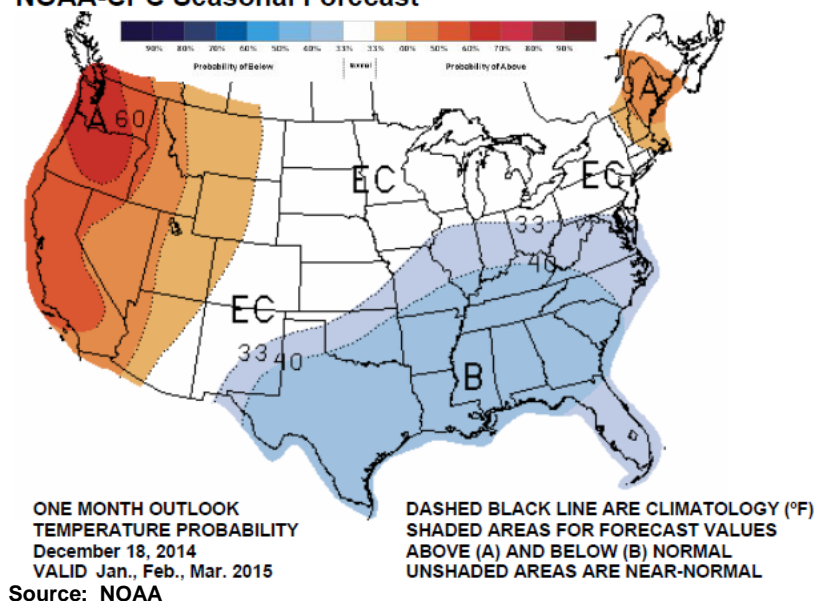 NOAA-CPC Seasonal Forecast
90% 80% 70% 60% 50% 40% 33% 33% 40% 50% 60% 70% 80% 90%
Probability of Below Normal Probability of Above
A 60
A
EC
EC
33
40
EC
33 40
B
ONE MONTH OUTLOOK
TEMPERATURE PROBABILITY
December 18, 2014
VALID Jan., Feb., Mar. 2015
DASHED BLACK LINE ARE CLIMATOLOGY (ºF)
SHADED AREAS FOR FORECAST VALUES
ABOVE (A) AND BELOW (B) NORMAL
UNSHADED AREAS ARE NEAR-NORMAL
Source: NOAA